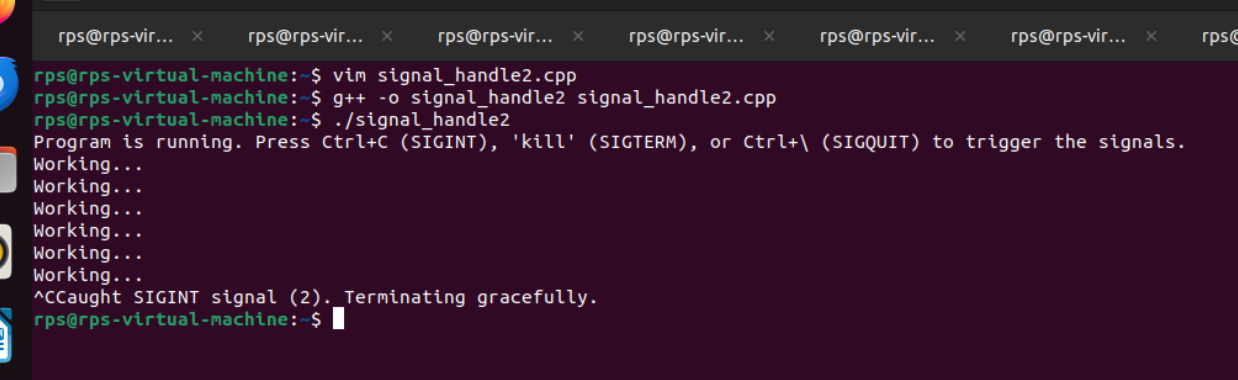 rps@rps-vir... × rps@rps-vir... × rps@rps-vir... × rps@rps-vir... × rps@rps-vir... × rps@rps-vir... × rps@
rps@rps-virtual-machine:~$ vim signal_handle2.cpp
rps@rps-virtual-machine:~$ g++ -o signal_handle2 signal_handle2.cpp
rps@rps-virtual-machine:~$ ./signal_handle2
Program is running. Press Ctrl+C (SIGINT), 'kill' (SIGTERM), or Ctrl+\ (SIGQUIT) to trigger the signals.
Working...
Working...
Working...
Working...
Working...
Working...
^CCaught SIGINT signal (2). Terminating gracefully.
rps@rps-virtual-machine:~$